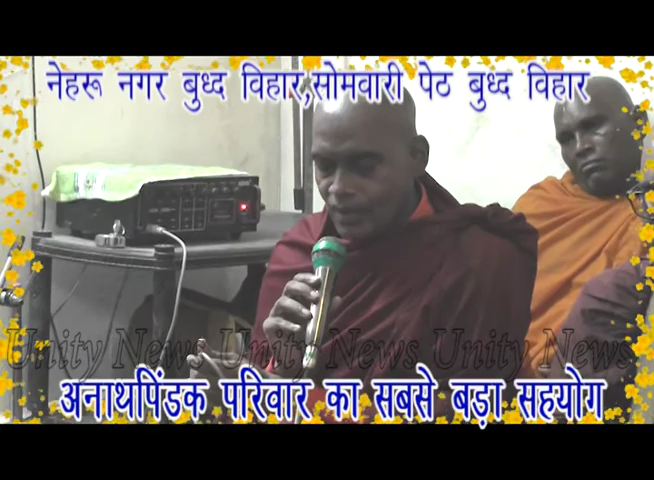 नेहरू नगर बुध्द विहार,सोमवारी पेठ बुध्द विहार
Unity News Unity News Unity News
अनाथपिंडक परिवार का सबसे बड़ा सहयोग